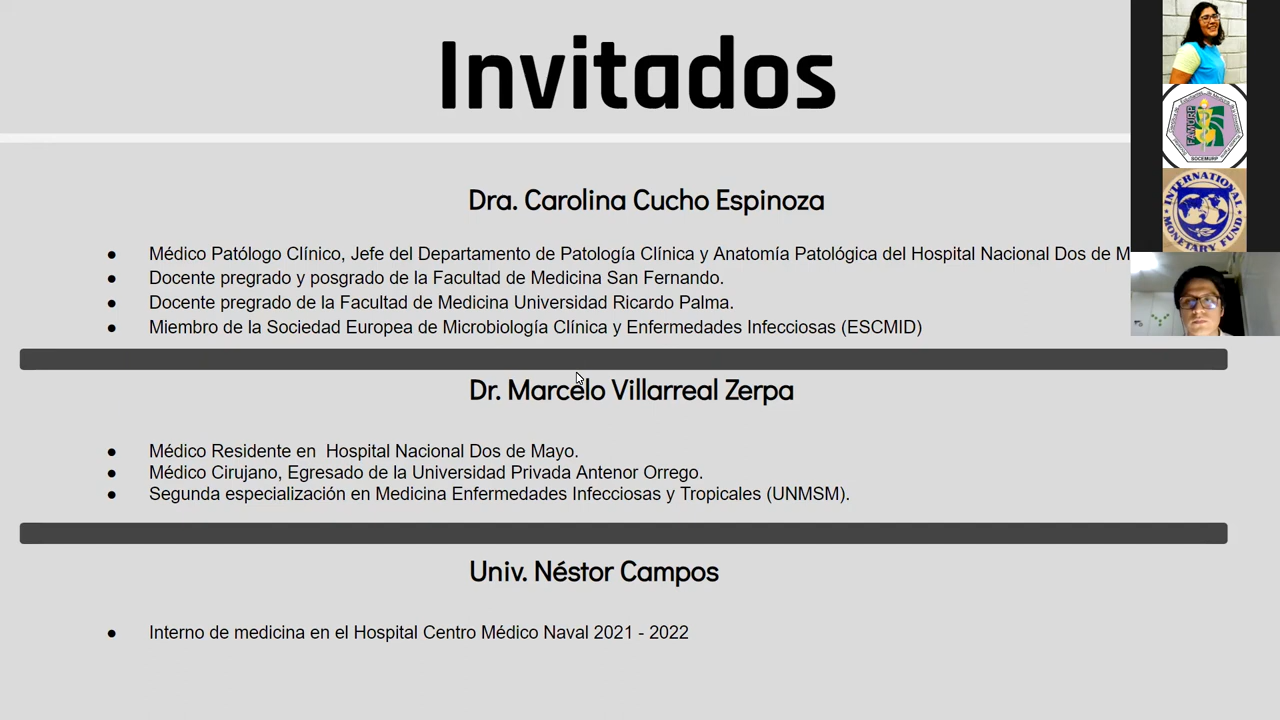 Invitados
Dra. Carolina Cucho Espinoza
● Médico Patólogo Clínico, Jefe del Departamento de Patología Clínica y Anatomía Patológica del Hospital Nacional Dos de M
● Docente pregrado y posgrado de la Facultad de Medicina San Fernando.
● Docente pregrado de la Facultad de Medicina Universidad Ricardo Palma.
● Miembro de la Sociedad Europea de Microbiología Clínica y Enfermedades Infecciosas (ESCMID)
Dr. Marcelo Villarreal Zerpa
● Médico Residente en  Hospital Nacional Dos de Mayo.
● Médico Cirujano, Egresado de la Universidad Privada Antenor Orrego.
● Segunda especialización en Medicina Enfermedades Infecciosas y Tropicales (UNMSM).
Univ. Néstor Campos
● Interno de medicina en el Hospital Centro Médico Naval 2021 - 2022
FAMURP
SOCEMURP
INTERNATIONAL
MONETARY FUND